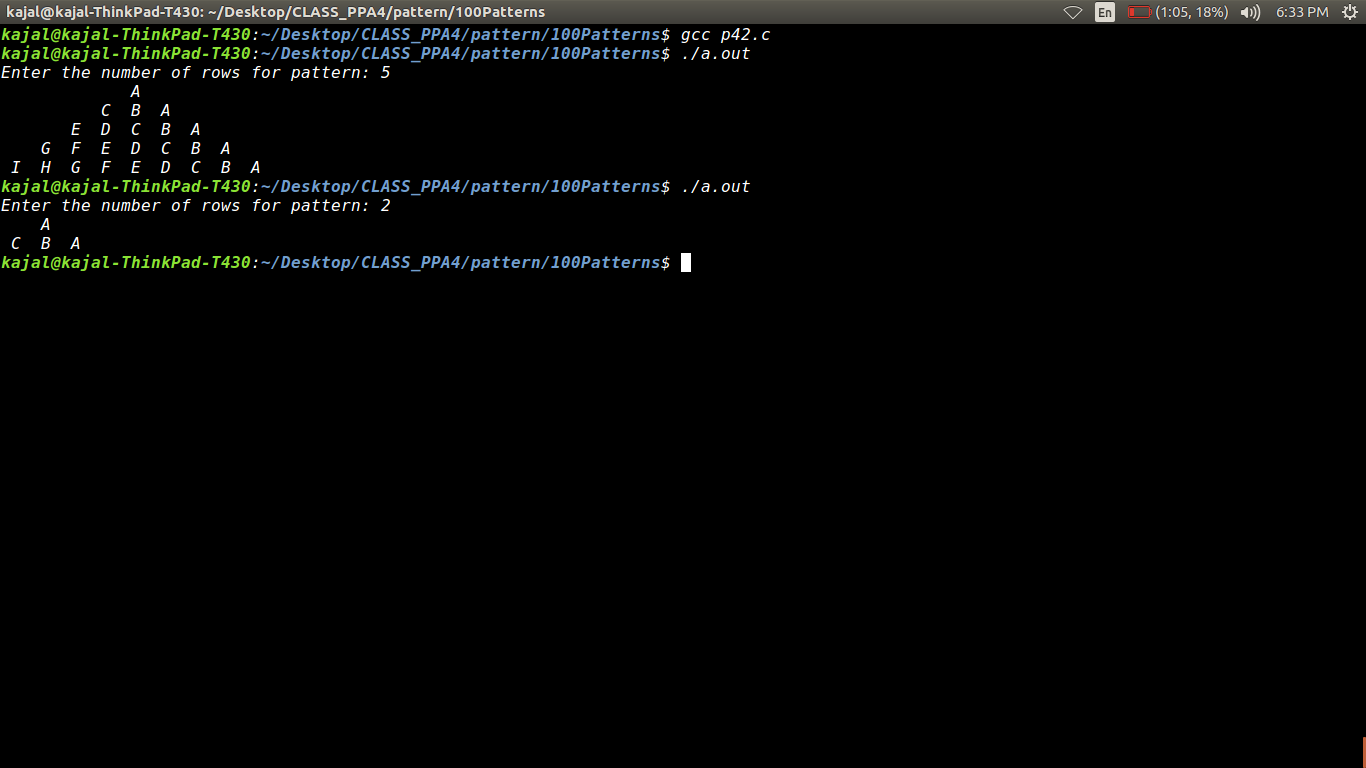 kajal@kajal-ThinkPad-T430: ~/Desktop/CLASS_PPA4/pattern/100Patterns En (1:05, 18%) 6:33 PM
kajal@kajal-ThinkPad-T430:~/Desktop/CLASS_PPA4/pattern/100Patterns$ gcc p42.c
kajal@kajal-ThinkPad-T430:~/Desktop/CLASS_PPA4/pattern/100Patterns$ ./a.out
Enter the number of rows for pattern: 5
             A
          C  B  A
       E  D  C  B  A
    G  F  E  D  C  B  A
 I  H  G  F  E  D  C  B  A
kajal@kajal-ThinkPad-T430:~/Desktop/CLASS_PPA4/pattern/100Patterns$ ./a.out
Enter the number of rows for pattern: 2
    A
 C  B  A
kajal@kajal-ThinkPad-T430:~/Desktop/CLASS_PPA4/pattern/100Patterns$